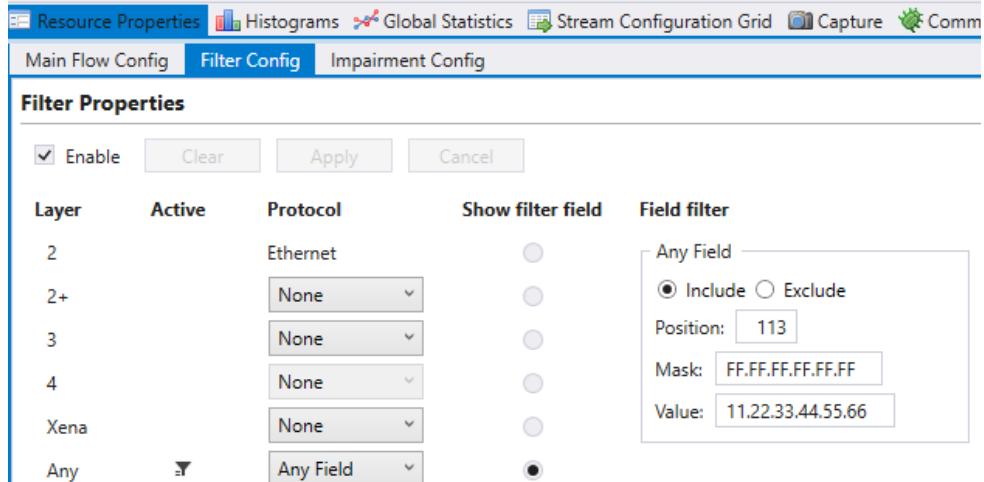 Resource Properties Histograms Global Statistics Stream Configuration Grid Capture Comm
Main Flow Config Filter Config Impairment Config
Filter Properties
Enable Clear Apply Cancel
Layer Active Protocol Show filter field Field filter
2 Ethernet Any Field
2+ None Include Exclude
3 None Position: 113
4 None Mask: FF.FF.FF.FF.FF.FF
Xena None Value: 11.22.33.44.55.66
Any Any Field